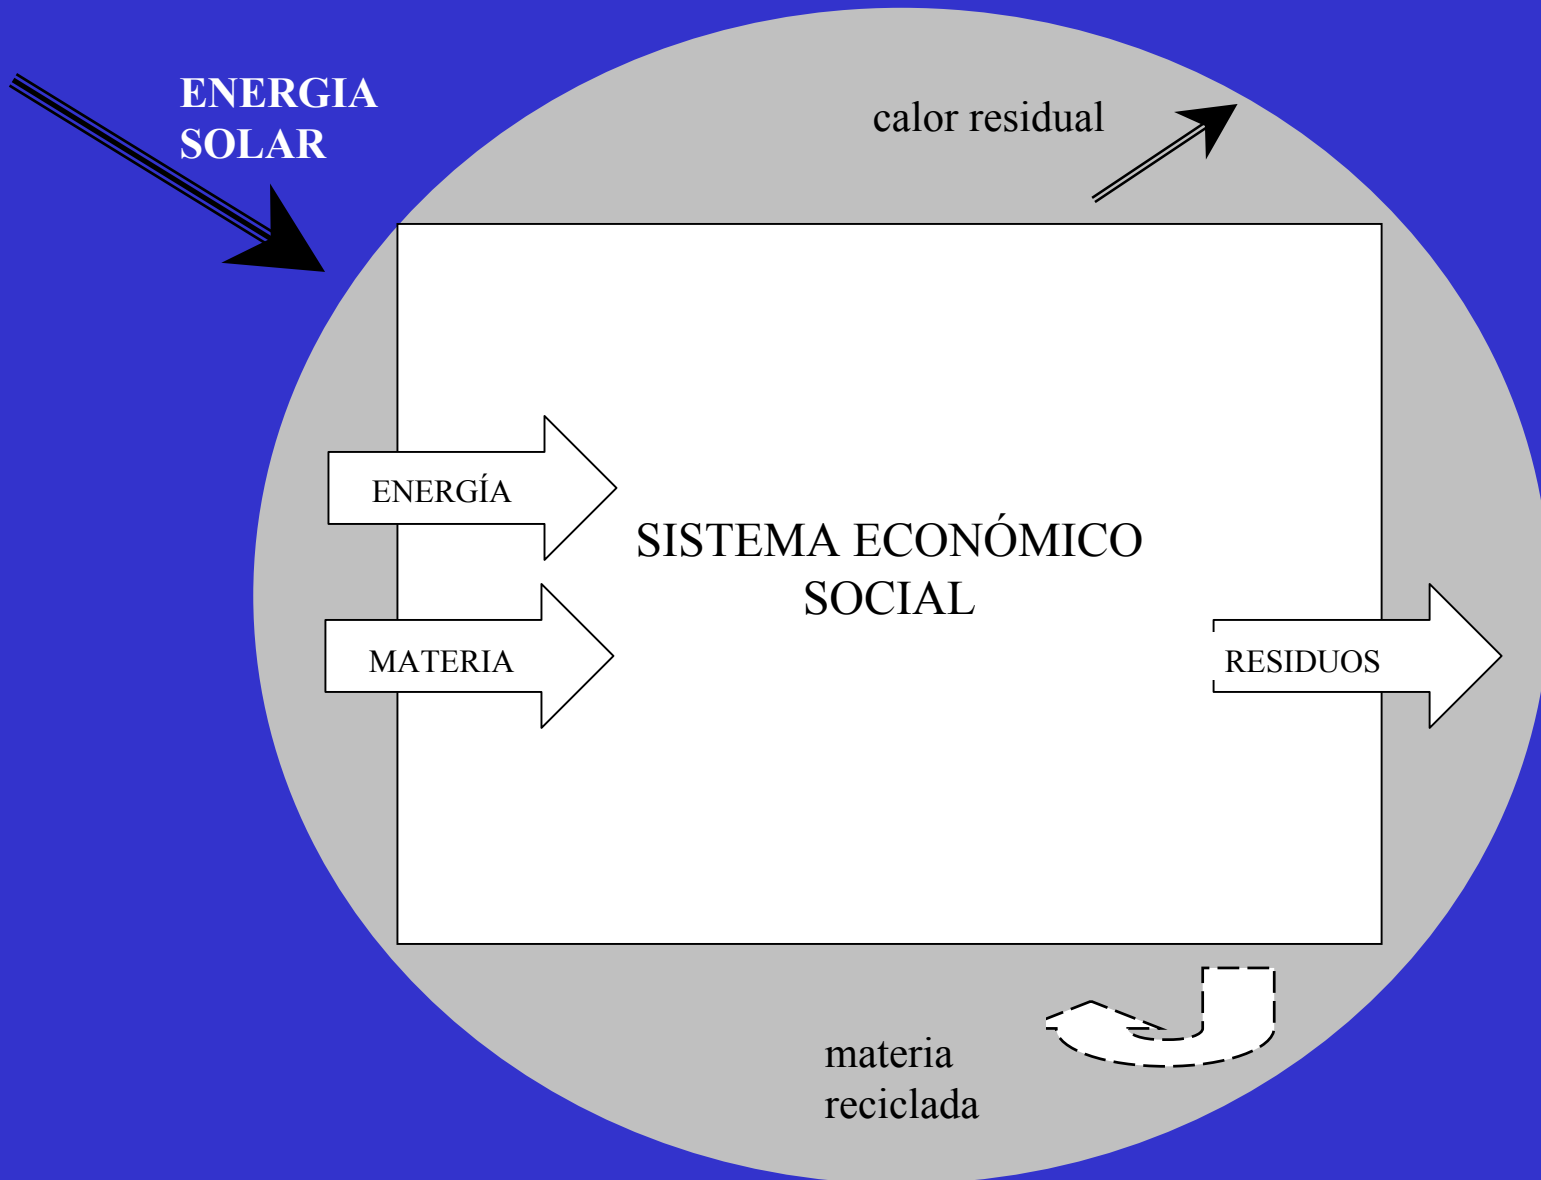 ENERGIA
SOLAR
calor residual
ENERGÍA
SISTEMA ECONÓMICO
SOCIAL
MATERIA
RESIDUOS
materia
reciclada